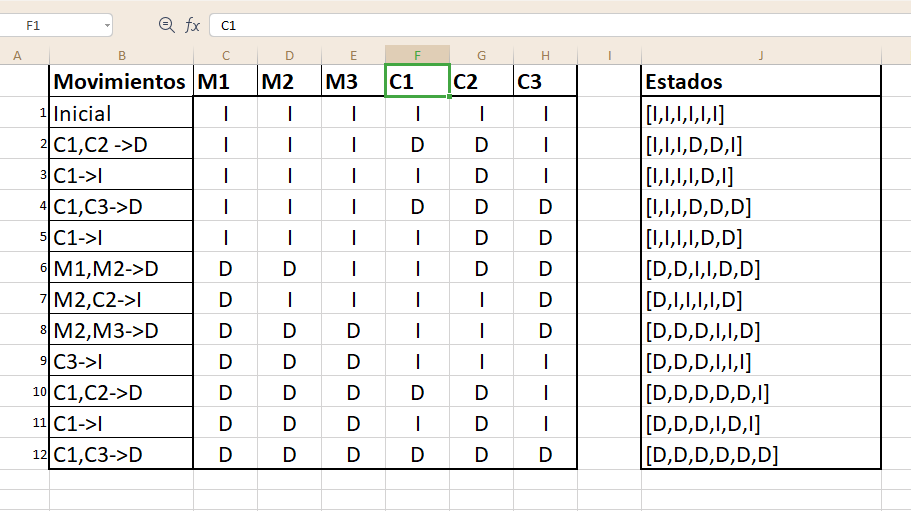 F1 fx C1
A B C D E F G H I J
Movimientos M1 M2 M3 C1 C2 C3 Estados
1 Inicial I I I I I I [I,I,I,I,I,I]
2 C1,C2 ->D I I I D D I [I,I,I,D,D,I]
3 C1->I I I I I D I [I,I,I,I,D,I]
4 C1,C3->D I I I D D D [I,I,I,D,D,D]
5 C1->I I I I I D D [I,I,I,I,D,D]
6 M1,M2->D D D I I D D [D,D,I,I,D,D]
7 M2,C2->I D I I I I D [D,I,I,I,I,D]
8 M2,M3->D D D D I I D [D,D,D,I,I,D]
9 C3->I D D D I I I [D,D,D,I,I,I]
10 C1,C2->D D D D D D I [D,D,D,D,D,I]
11 C1->I D D D I D I [D,D,D,I,D,I]
12 C1,C3->D D D D D D D [D,D,D,D,D,D]